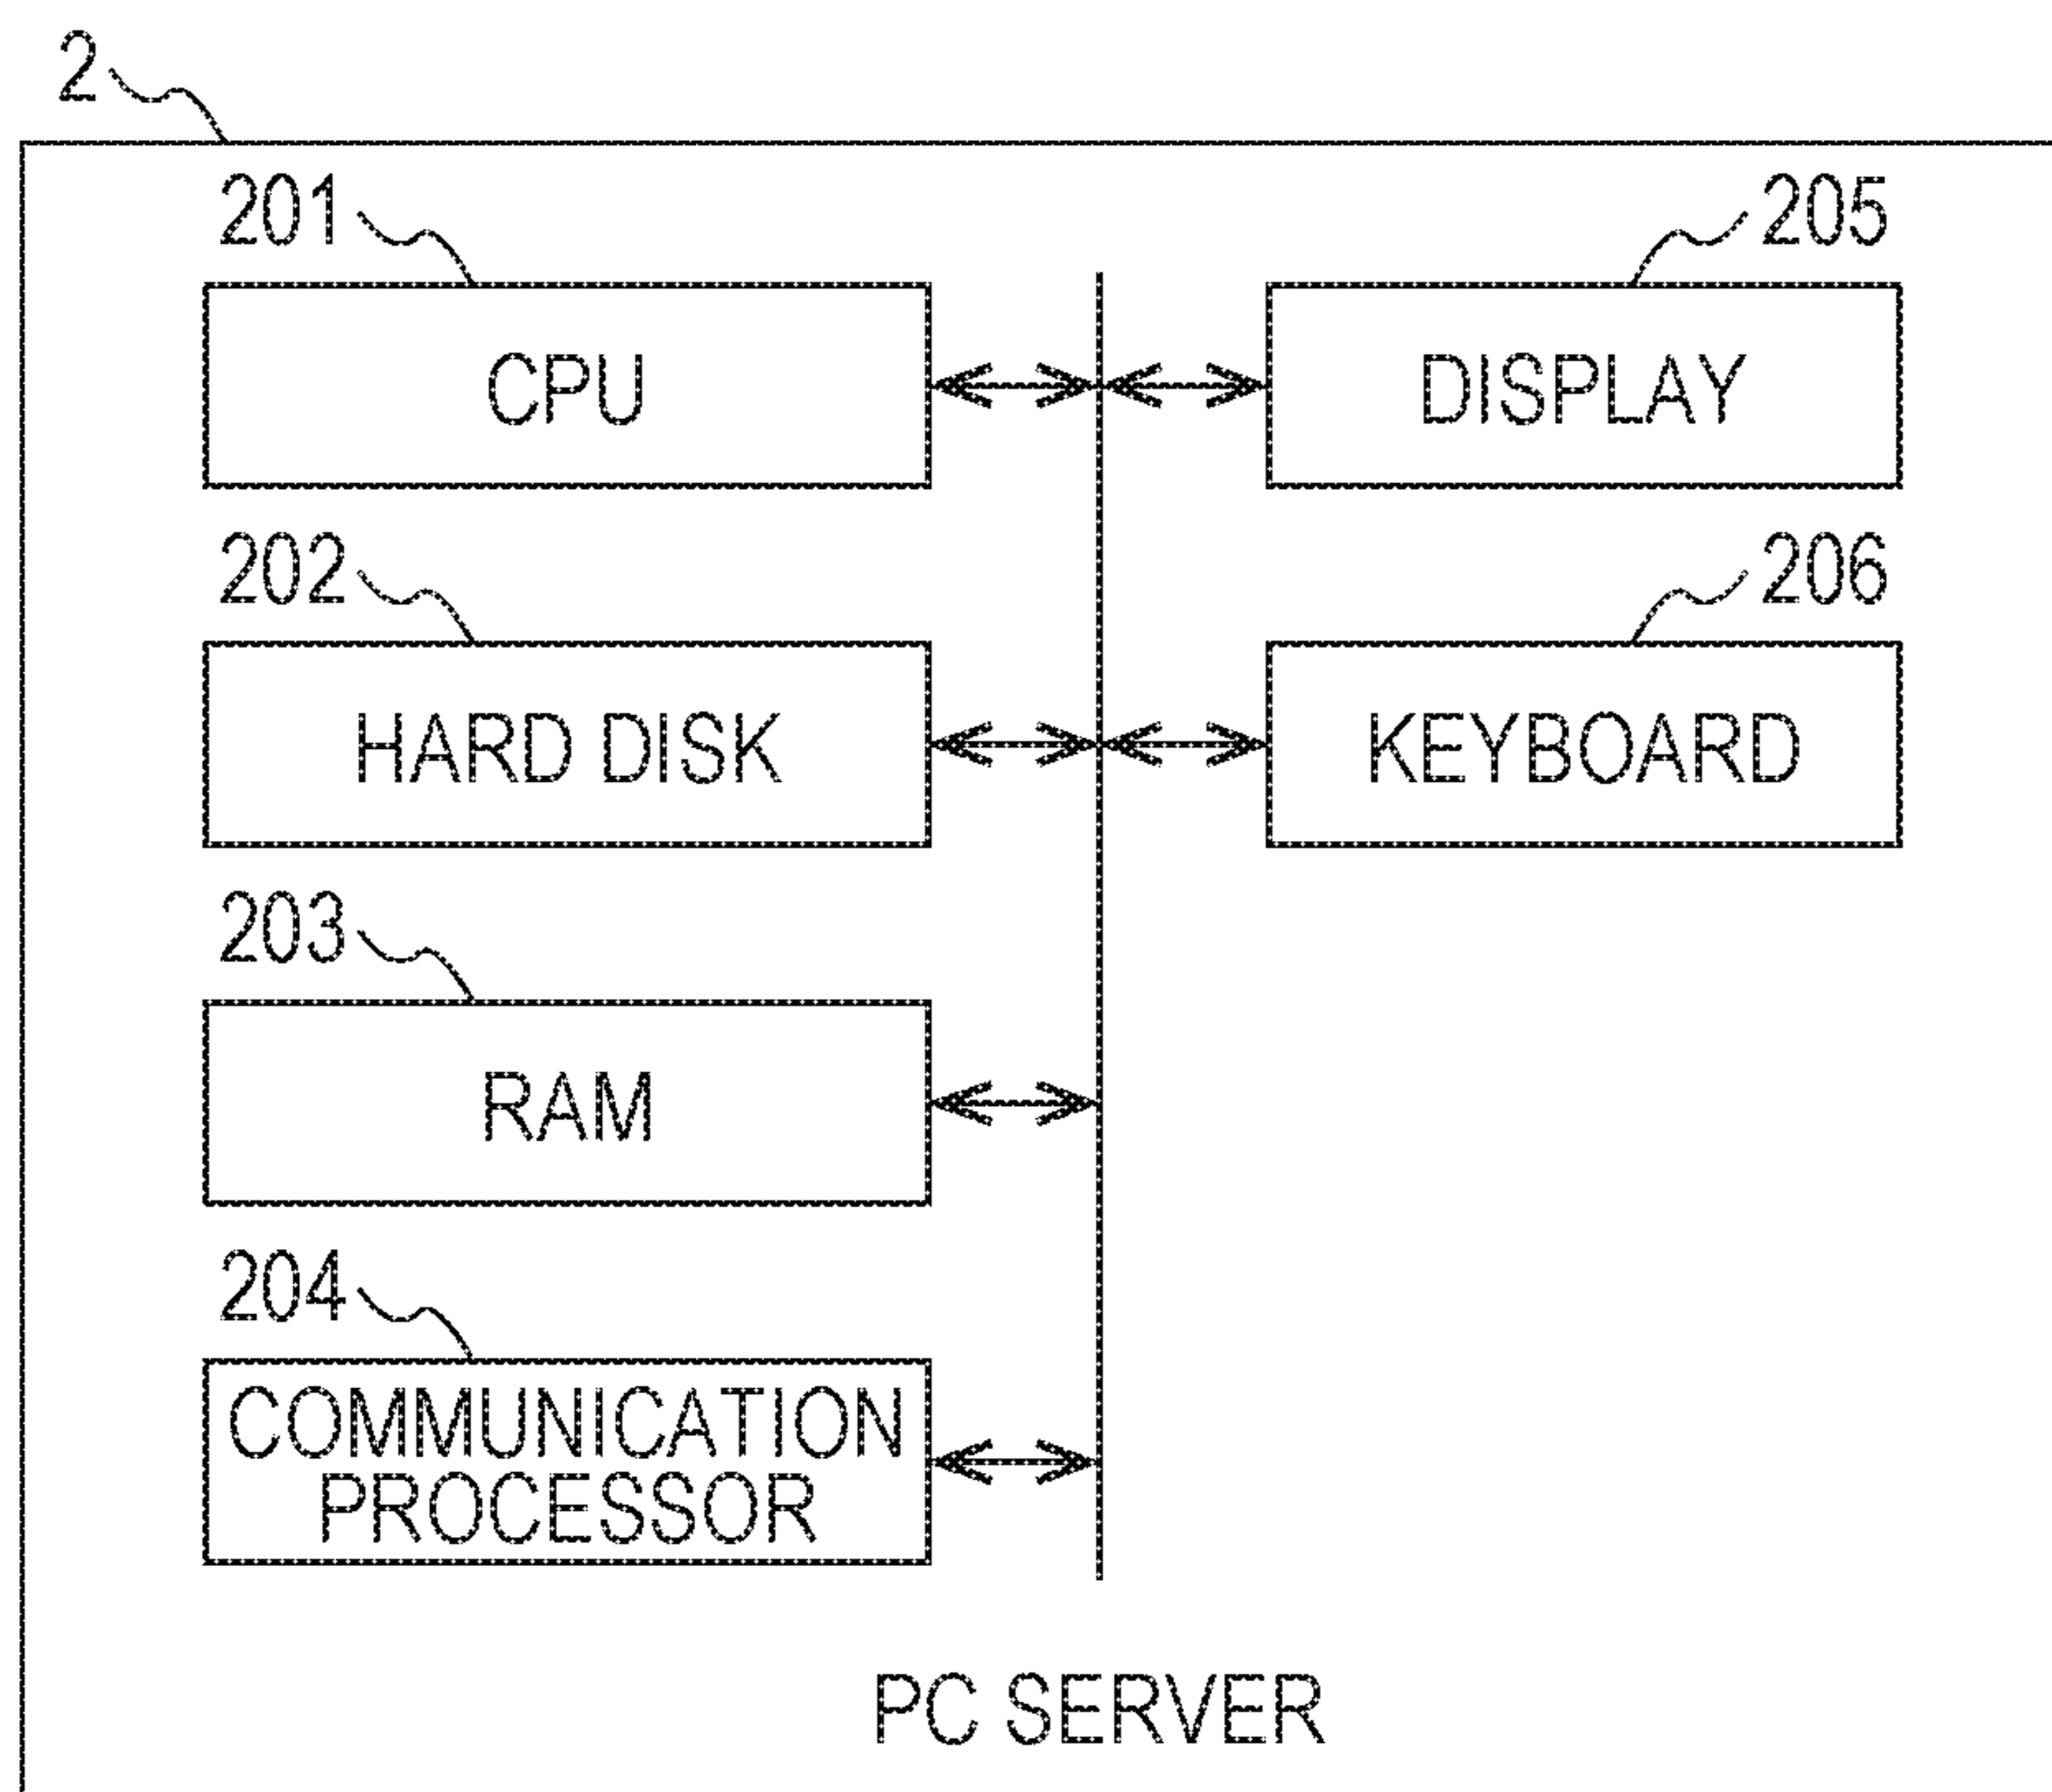 2
201
205
CPU
DISPLAY
202
206
HARD DISK
KEYBOARD
203
RAM
204
COMMUNICATION
PROCESSOR
PC SERVER